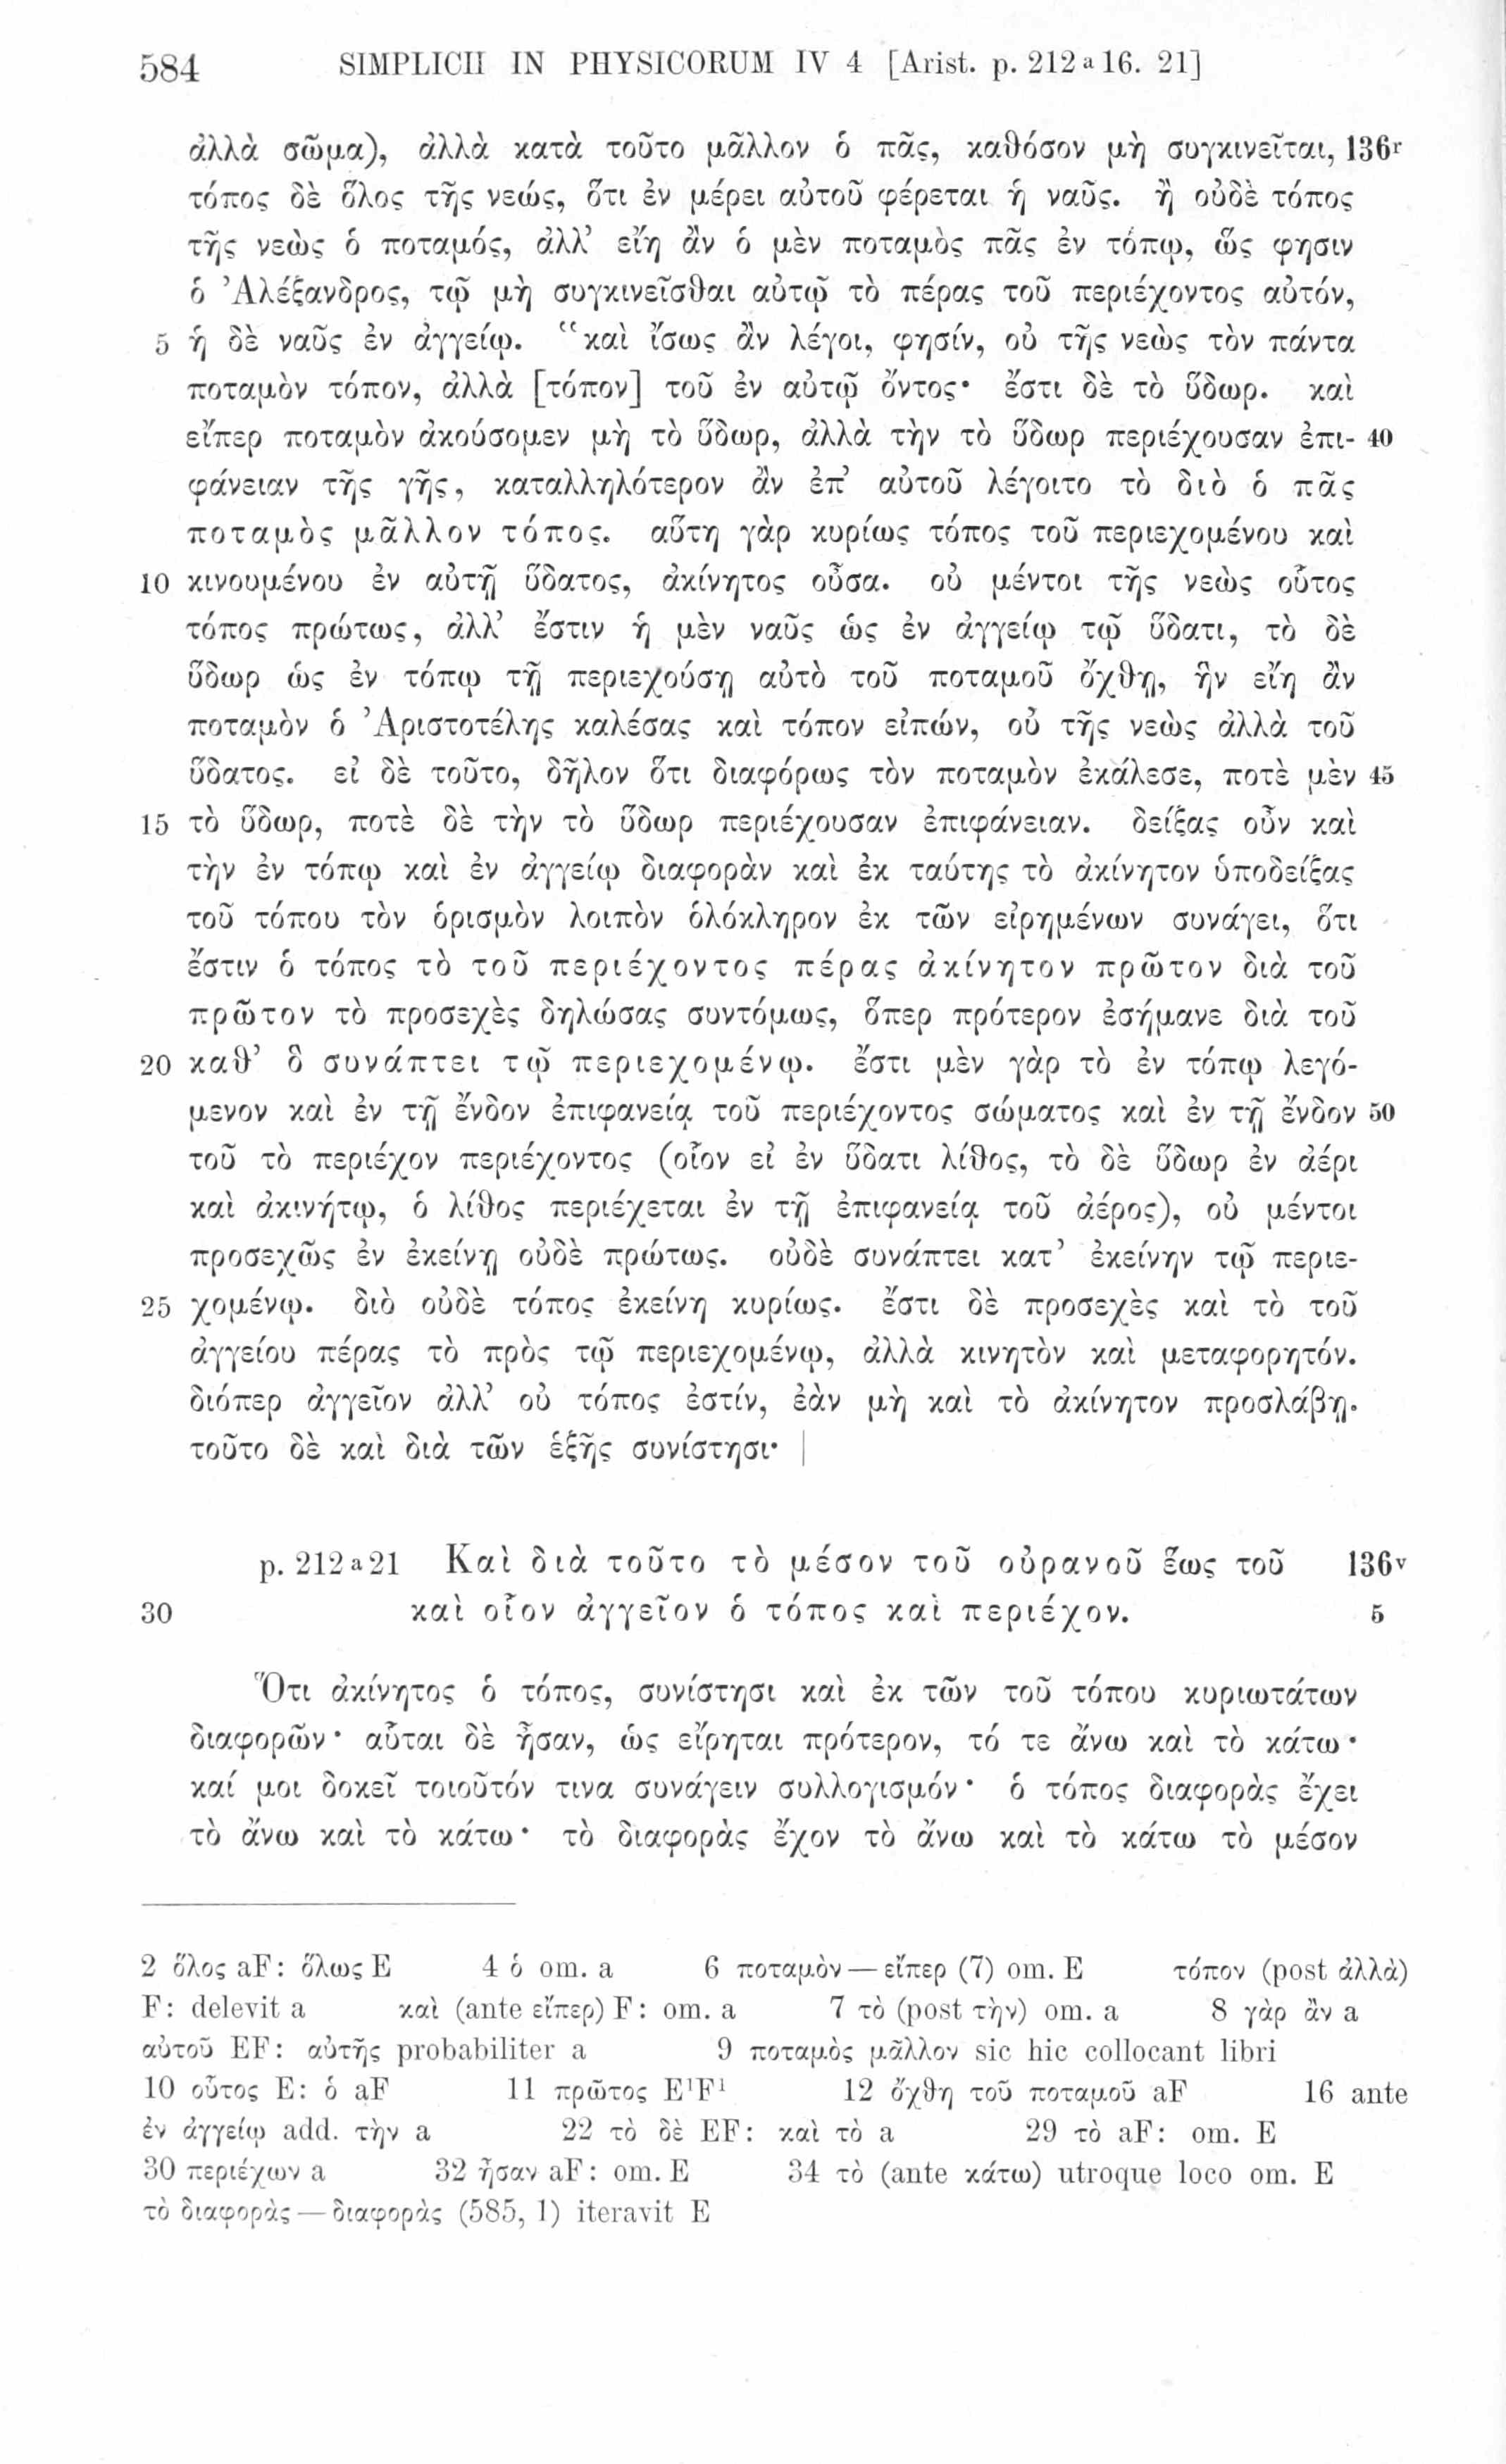 584 SIMPLICII IN PHYSICORUM IV 4 [Arist. p. 212 a 16. 21]
ἀλλὰ σῶμα), ἀλλὰ κατὰ τοῦτο μᾶλλον ὁ πᾶς, καθόσον μὴ συγκινεῖται, 136r
τόπος δὲ ὅλος τῆς νεώς, ὅτι ἐν μέρει αὐτοῦ φέρεται ἡ ναῦς. ἢ οὐδὲ τόπος
τῆς νεὼς ὁ ποταμός, ἀλλ’ εἴη ἂν ὁ μὲν ποταμὸς πᾶς ἐν τόπῳ, ὥς φησιν
ὁ Ἀλέξανδρος, τῷ μὴ συγκινεῖσθαι αὐτῷ τὸ πέρας τοῦ περιέχοντος αὐτόν,
5 ἡ δὲ ναῦς ἐν ἀγγείῳ. “καὶ ἴσως ἂν λέγοι, φησίν, οὐ τῆς νεὼς τὸν πάντα
ποταμὸν τόπον, ἀλλὰ [τόπον] τοῦ ἐν αὐτῷ ὄντος· ἔστι δὲ τὸ ὕδωρ. καὶ
εἴπερ ποταμὸν ἀκούσομεν μὴ τὸ ὕδωρ, ἀλλὰ τὴν τὸ ὕδωρ περιέχουσαν ἐπι- 40
φάνειαν τῆς γῆς, καταλληλότερον ἂν ἐπ’ αὐτοῦ λέγοιτο τὸ διὸ ὁ πᾶς
ποταμὸς μᾶλλον τόπος. αὕτη γὰρ κυρίως τόπος τοῦ περιεχομένου καὶ
10 κινουμένου ἐν αὐτῇ ὕδατος, ἀκίνητος οὖσα. οὐ μέντοι τῆς νεὼς οὗτος
τόπος πρώτως, ἀλλ’ ἔστιν ἡ μὲν ναῦς ὡς ἐν ἀγγείῳ τῷ ὕδατι, τὸ δὲ
ὕδωρ ὡς ἐν τόπῳ τῇ περιεχούσῃ αὐτὸ τοῦ ποταμοῦ ὄχθῃ, ἣν εἴη ἂν
ποταμὸν ὁ Ἀριστοτέλης καλέσας καὶ τόπον εἰπών, οὐ τῆς νεὼς ἀλλὰ τοῦ
ὕδατος. εἰ δὲ τοῦτο, δῆλον ὅτι διαφόρως τὸν ποταμὸν ἐκάλεσε, ποτὲ μὲν 45
15 τὸ ὕδωρ, ποτὲ δὲ τὴν τὸ ὕδωρ περιέχουσαν ἐπιφάνειαν. δείξας οὖν καὶ
τὴν ἐν τόπῳ καὶ ἐν ἀγγείῳ διαφορὰν καὶ ἐκ ταύτης τὸ ἀκίνητον ὑποδείξας
τοῦ τόπου τὸν ὁρισμὸν λοιπὸν ὁλόκληρον ἐκ τῶν εἰρημένων συνάγει, ὅτι
ἔστιν ὁ τόπος τὸ τοῦ περιέχοντος πέρας ἀκίνητον πρῶτον διὰ τοῦ
πρῶτον τὸ προσεχὲς δηλώσας συντόμως, ὅπερ πρότερον ἐσήμανε διὰ τοῦ
20 καθ’ ὃ συνάπτει τῷ περιεχομένῳ. ἔστι μὲν γὰρ τὸ ἐν τόπῳ λεγό-
μενον καὶ ἐν τῇ ἔνδον ἐπιφανείᾳ τοῦ περιέχοντος σώματος καὶ ἐν τῇ ἔνδον 50
τοῦ τὸ περιέχον περιέχοντος (οἷον εἰ ἐν ὕδατι λίθος, τὸ δὲ ὕδωρ ἐν ἀέρι
καὶ ἀκινήτῳ, ὁ λίθος περιέχεται ἐν τῇ ἐπιφανείᾳ τοῦ ἀέρος), οὐ μέντοι
προσεχῶς ἐν ἐκείνῃ οὐδὲ πρώτως. οὐδὲ συνάπτει κατ’ ἐκείνην τῷ περιε-
25 χομένῳ. διὸ οὐδὲ τόπος ἐκείνη κυρίως. ἔστι δὲ προσεχὲς καὶ τὸ τοῦ
ἀγγείου πέρας τὸ πρὸς τῷ περιεχομένῳ, ἀλλὰ κινητὸν καὶ μεταφορητόν.
διόπερ ἀγγεῖον ἀλλ’ οὐ τόπος ἐστίν, ἐὰν μὴ καὶ τὸ ἀκίνητον προσλάβῃ.
τοῦτο δὲ καὶ διὰ τῶν ἑξῆς συνίστησι· |
p. 212 a 21 Καὶ διὰ τοῦτο τὸ μέσον τοῦ οὐρανοῦ ἕως τοῦ 136v
30 καὶ οἷον ἀγγεῖον ὁ τόπος καὶ περιέχον. 5
Ὅτι ἀκίνητος ὁ τόπος, συνίστησι καὶ ἐκ τῶν τοῦ τόπου κυριωτάτων
διαφορῶν· αὗται δὲ ἦσαν, ὡς εἴρηται πρότερον, τό τε ἄνω καὶ τὸ κάτω·
καί μοι δοκεῖ τοιοῦτόν τινα συνάγειν συλλογισμόν· ὁ τόπος διαφορὰς ἔχει
τὸ ἄνω καὶ τὸ κάτω· τὸ διαφορὰς ἔχον τὸ ἄνω καὶ τὸ κάτω τὸ μέσον
2 ὅλος aF: ὅλως E 4 ὁ om. a 6 ποταμὸν — εἴπερ (7) om. E τόπον (post ἀλλὰ)
F: delevit a καὶ (ante εἴπερ) F: om. a 7 τὸ (post τὴν) om. a 8 γὰρ ἂν a
αὐτοῦ EF: αὐτῆς probabiliter a 9 ποταμὸς μᾶλλον sic hic collocant libri
10 οὗτος E: ὁ aF 11 πρῶτος E¹F¹ 12 ὄχθῃ τοῦ ποταμοῦ aF 16 ante
ἐν ἀγγείῳ add. τὴν a 22 τὸ δὲ EF: καὶ τὸ a 29 τὸ aF: om. E
30 περιέχων a 32 ἦσαν aF: om. E 34 τὸ (ante κάτω) utroque loco om. E
τὸ διαφορὰς — διαφορὰς (585, 1) iteravit E